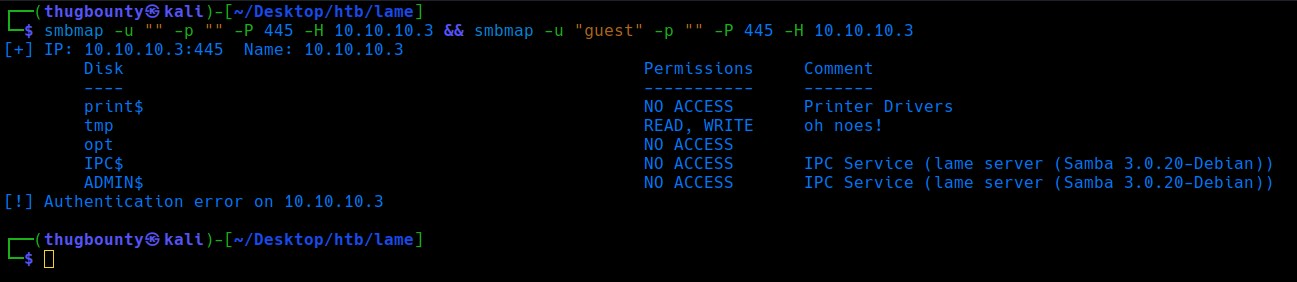 ┌──(thugbounty㉿kali)-[~/Desktop/htb/lame]
└─$ smbmap -u "" -p "" -P 445 -H 10.10.10.3 && smbmap -u "guest" -p "" -P 445 -H 10.10.10.3
[+] IP: 10.10.10.3:445  Name: 10.10.10.3
        Disk                                                    Permissions     Comment
        ----                                                    -----------     -------
        print$                                                  NO ACCESS       Printer Drivers
        tmp                                                     READ, WRITE     oh noes!
        opt                                                     NO ACCESS
        IPC$                                                    NO ACCESS       IPC Service (lame server (Samba 3.0.20-Debian))
        ADMIN$                                                  NO ACCESS       IPC Service (lame server (Samba 3.0.20-Debian))
[!] Authentication error on 10.10.10.3
┌──(thugbounty㉿kali)-[~/Desktop/htb/lame]
└─$